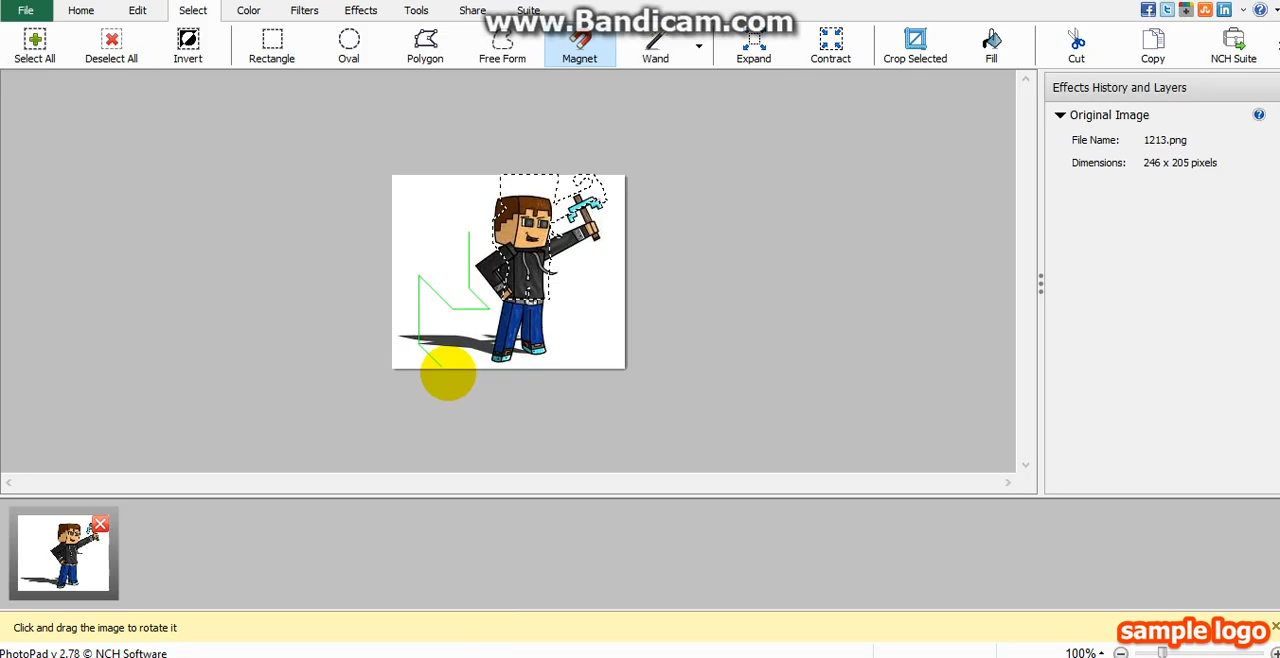 File Home Edit Select Color Filters Effects Tools Share Suite
www.Bandicam.com
Select All Deselect All Invert Rectangle Oval Polygon Free Form Magnet Wand Expand Contract Crop Selected Fill Cut Copy NCH Suite
Effects History and Layers
Original Image
File Name: 1213.png
Dimensions: 246 x 205 pixels
Click and drag the image to rotate it
sample logo
PhotoPad v 2.78 © NCH Software
100%